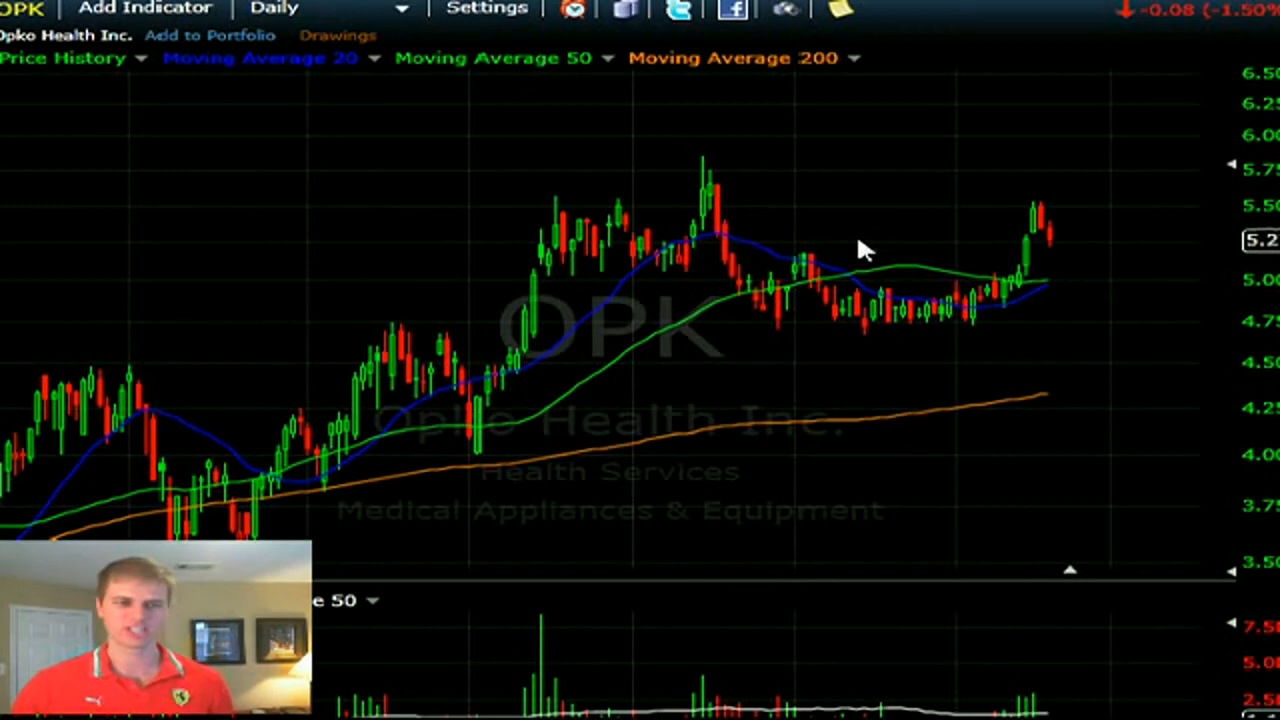 OPK Add Indicator Daily Settings -0.08 (-1.50%
Opko Health Inc. Add to Portfolio Drawings
Price History Moving Average 20 Moving Average 50 Moving Average 200
6.50
6.25
6.00
5.75
5.50
5.2
5.00
4.75
4.50
4.25
4.00
3.75
3.50
OPK
Opko Health Inc.
Health Services
Medical Appliances & Equipment
e 50
7.50
5.00
2.50